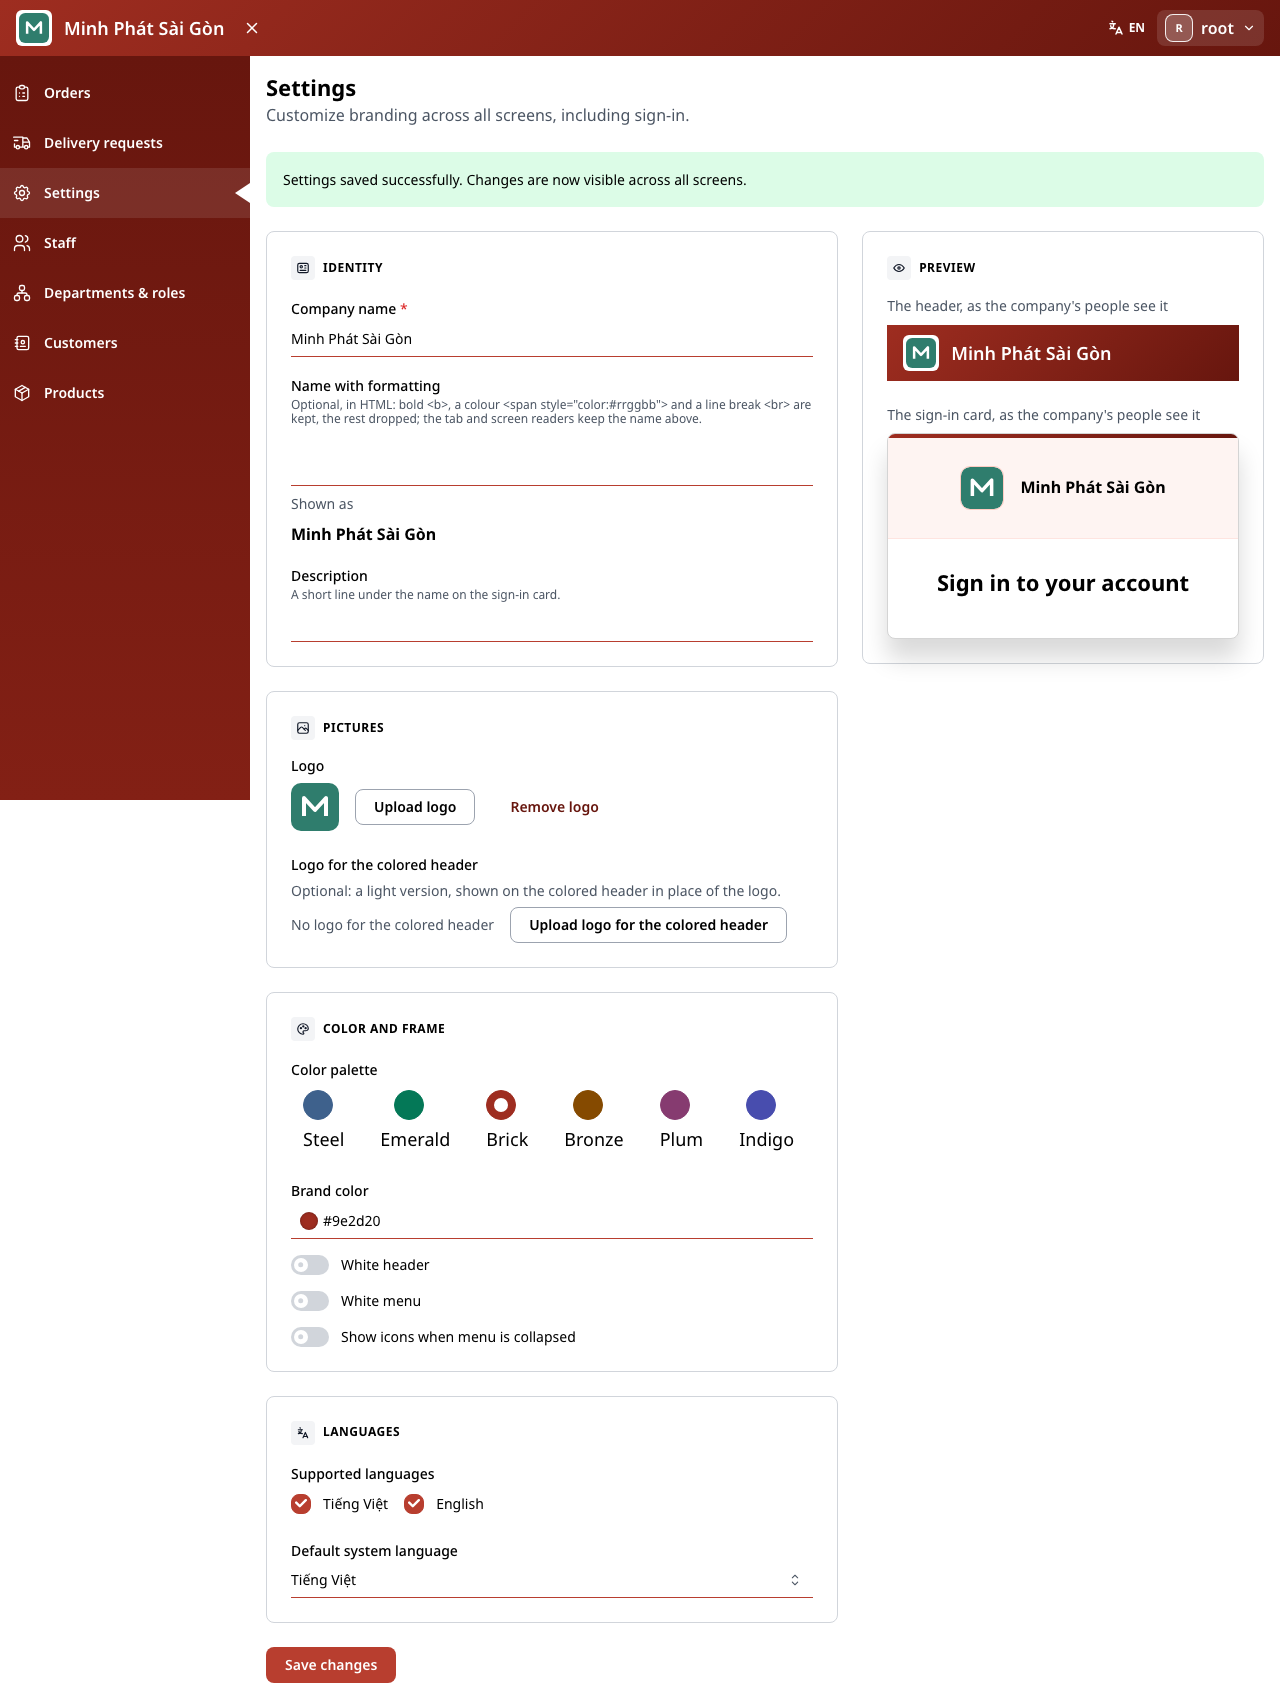 Minh Phát Sài Gòn
EN
R
root
Orders
Delivery requests
Settings
Staff
Departments & roles
Customers
Products
Settings
Customize branding across all screens, including sign-in.
Settings saved successfully. Changes are now visible across all screens.
IDENTITY
Company name *
Minh Phát Sài Gòn
Name with formatting
Optional, in HTML: bold <b>, a colour <span style="color:#rrggbb"> and a line break <br> are
kept, the rest dropped; the tab and screen readers keep the name above.
Shown as
Minh Phát Sài Gòn
Description
A short line under the name on the sign-in card.
PREVIEW
The header, as the company's people see it
Minh Phát Sài Gòn
The sign-in card, as the company's people see it
Minh Phát Sài Gòn
Sign in to your account
PICTURES
Logo
Upload logo
Remove logo
Logo for the colored header
Optional: a light version, shown on the colored header in place of the logo.
No logo for the colored header
Upload logo for the colored header
COLOR AND FRAME
Color palette
Steel
Emerald
Brick
Bronze
Plum
Indigo
Brand color
#9e2d20
White header
White menu
Show icons when menu is collapsed
LANGUAGES
Supported languages
Tiếng Việt
English
Default system language
Tiếng Việt
Save changes